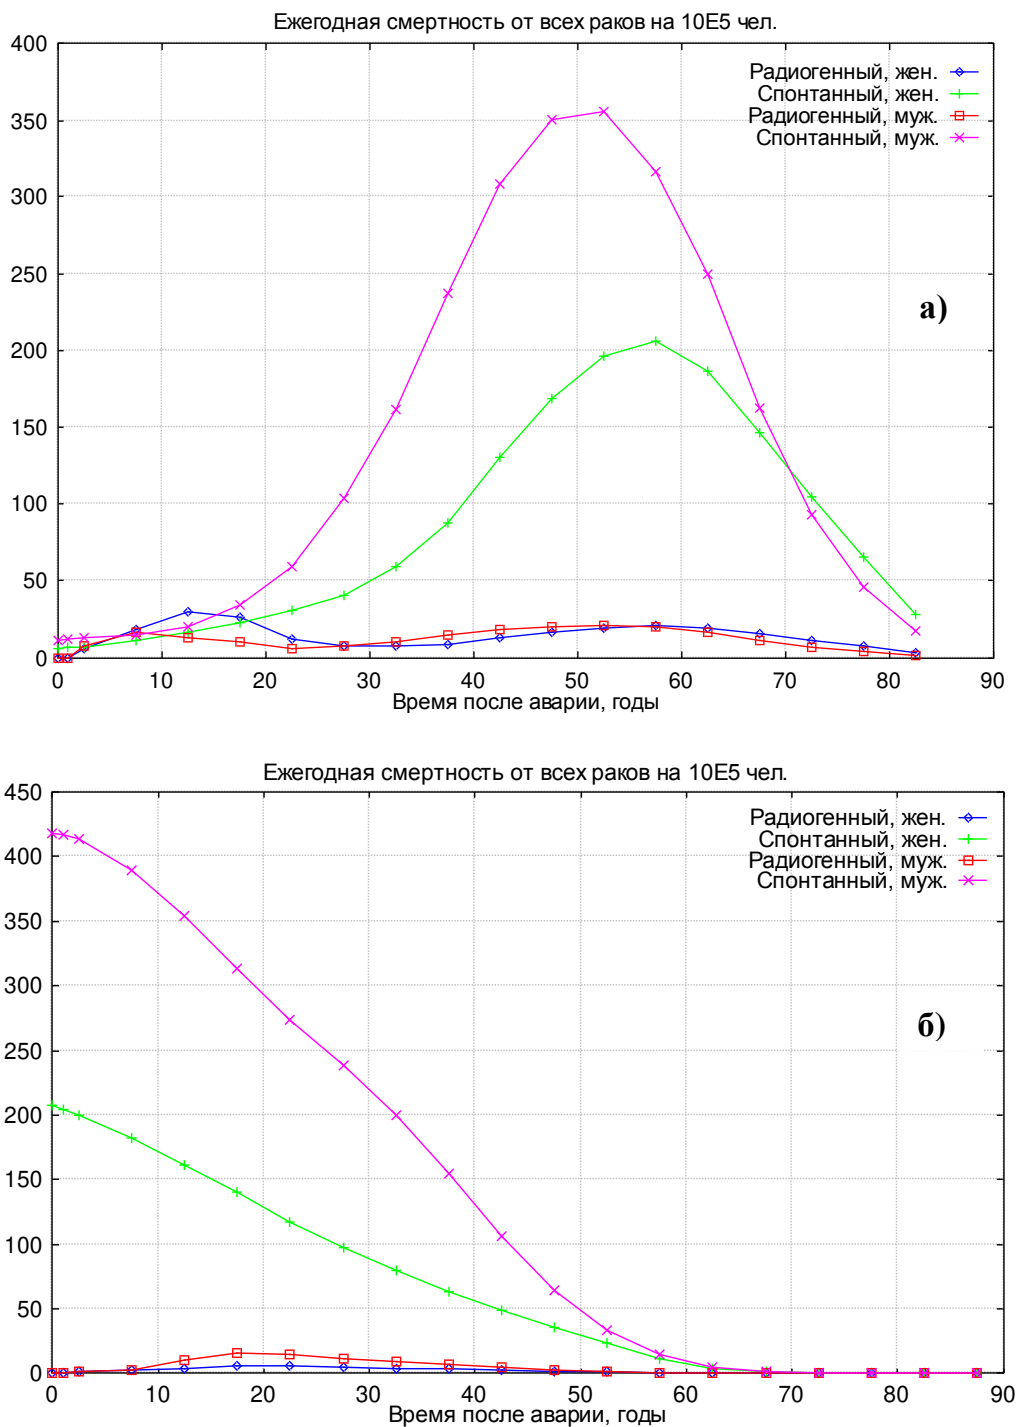 Ежегодная смертность от всех раков на 10E5 чел.
400
350
300
250
200
150
100
50
0
Радиогенный, жен.
Спонтанный, жен.
Радиогенный, муж.
Спонтанный, муж.
а)
0 10 20 30 40 50 60 70 80 90
Время после аварии, годы
Ежегодная смертность от всех раков на 10E5 чел.
450
400
350
300
250
200
150
100
50
0
Радиогенный, жен.
Спонтанный, жен.
Радиогенный, муж.
Спонтанный, муж.
б)
0 10 20 30 40 50 60 70 80 90
Время после аварии, годы